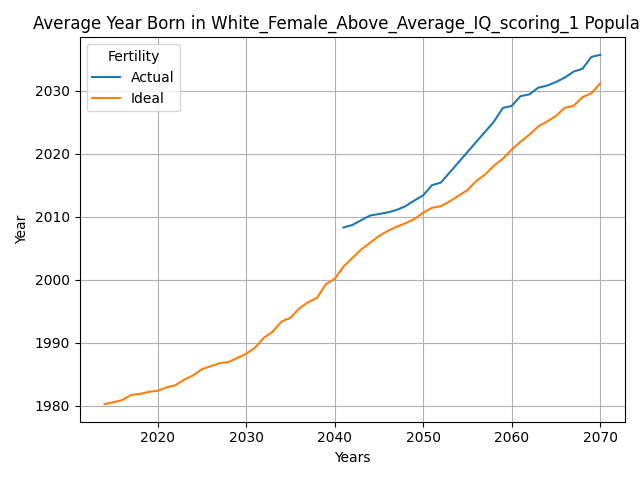 Average Year Born in White_Female_Above_Average_IQ_scoring_1 Popula
Fertility
Actual
Ideal
2030
2020
2010
2000
1990
1980
Year
2020 2030 2040 2050 2060 2070
Years